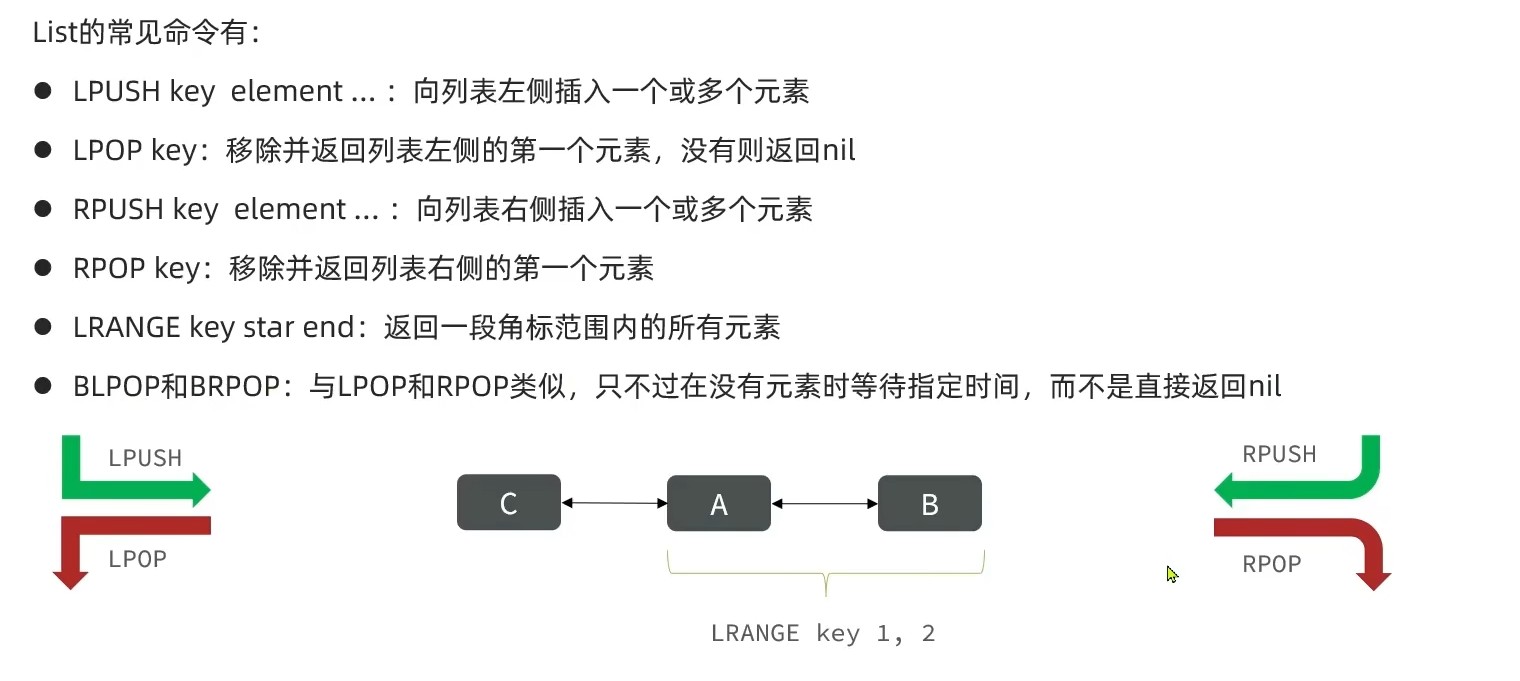 List的常见命令有：
● LPUSH key  element ... ：向列表左侧插入一个或多个元素
● LPOP key：移除并返回列表左侧的第一个元素，没有则返回nil
● RPUSH key  element ... ：向列表右侧插入一个或多个元素
● RPOP key：移除并返回列表右侧的第一个元素
● LRANGE key star end：返回一段角标范围内的所有元素
● BLPOP和BRPOP：与LPOP和RPOP类似，只不过在没有元素时等待指定时间，而不是直接返回nil
LPUSH
LPOP
C
A
B
LRANGE key 1, 2
RPUSH
RPOP